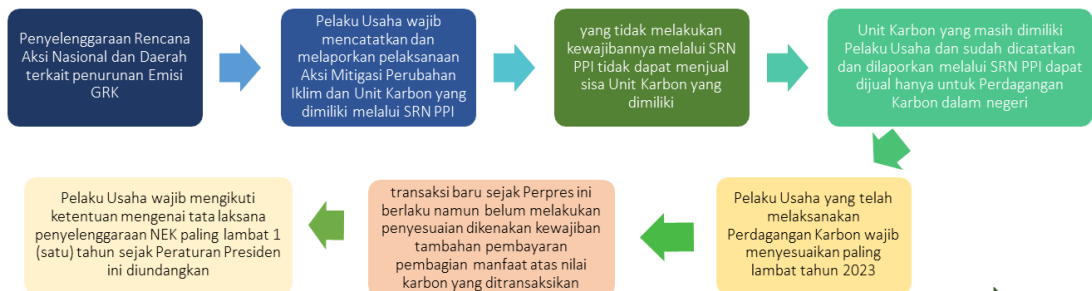 Penyelenggaraan Rencana
Aksi Nasional dan Daerah
terkait penurunan Emisi
GRK
Pelaku Usaha wajib
mencatatkan dan
melaporkan pelaksanaan
Aksi Mitigasi Perubahan
Iklim dan Unit Karbon yang
dimiliki melalui SRN PPI
yang tidak melakukan
kewajibannya melalui SRN
PPI tidak dapat menjual
sisa Unit Karbon yang
dimiliki
Unit Karbon yang masih dimiliki
Pelaku Usaha dan sudah dicatatkan
dan dilaporkan melalui SRN PPI dapat
dijual hanya untuk Perdagangan
Karbon dalam negeri
Pelaku Usaha yang telah
melaksanakan
Perdagangan Karbon wajib
menyesuaikan paling
lambat tahun 2023
transaksi baru sejak Perpres ini
berlaku namun belum melakukan
penyesuaian dikenakan kewajiban
tambahan pembayaran
pembagian manfaat atas nilai
karbon yang ditransaksikan
Pelaku Usaha wajib mengikuti
ketentuan mengenai tata laksana
penyelenggaraan NEK paling lambat 1
(satu) tahun sejak Peraturan Presiden
ini diundangkan